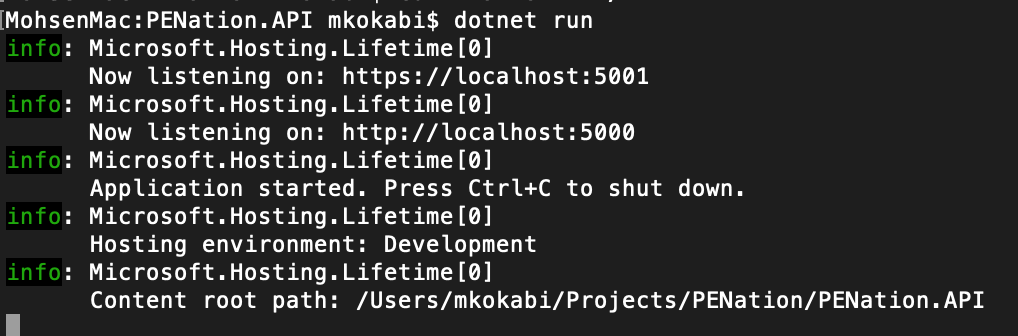 [MohsenMac:PENation.API mkokabi$ dotnet run
info: Microsoft.Hosting.Lifetime[0]
      Now listening on: https://localhost:5001
info: Microsoft.Hosting.Lifetime[0]
      Now listening on: http://localhost:5000
info: Microsoft.Hosting.Lifetime[0]
      Application started. Press Ctrl+C to shut down.
info: Microsoft.Hosting.Lifetime[0]
      Hosting environment: Development
info: Microsoft.Hosting.Lifetime[0]
      Content root path: /Users/mkokabi/Projects/PENation/PENation.API